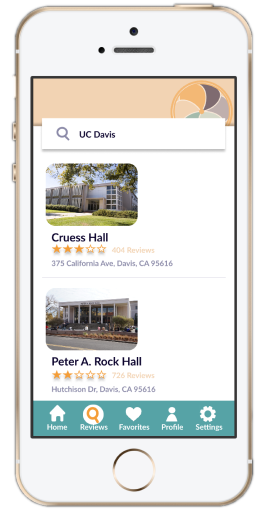 UC Davis
Cruess Hall
404 Reviews
375 California Ave, Davis, CA 95616
Peter A. Rock Hall
726 Reviews
Hutchison Dr, Davis, CA 95616
Home Reviews Favorites Profile Settings